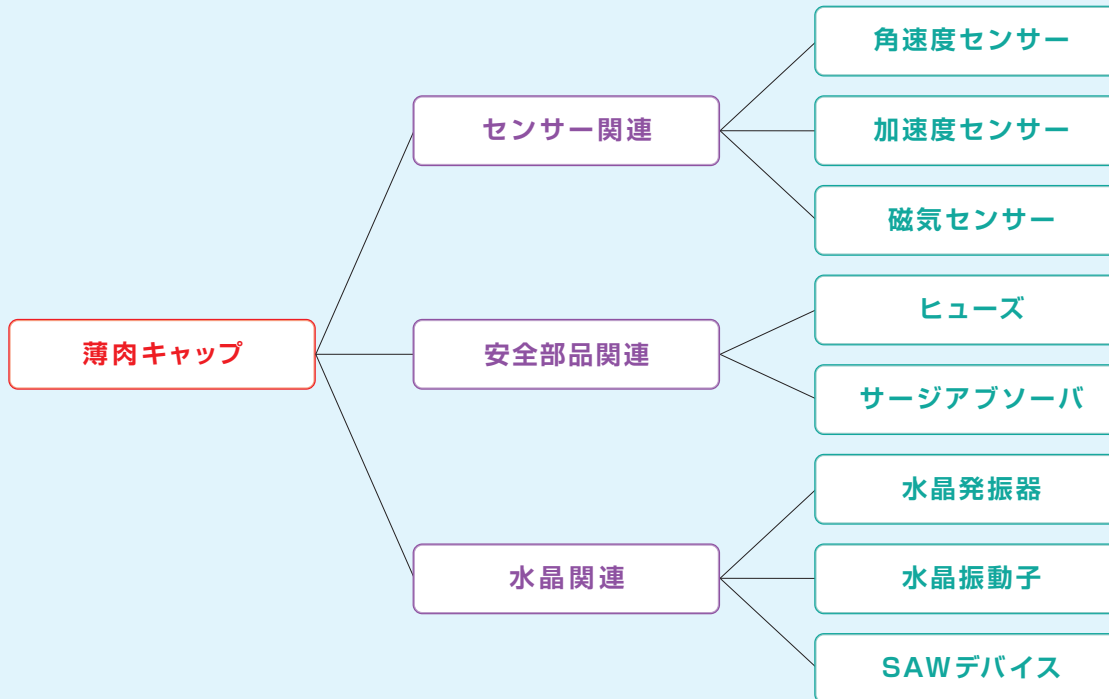 薄肉キャップ
センサー関連
角速度センサー
加速度センサー
磁気センサー
安全部品関連
ヒューズ
サージアブソーバ
水晶関連
水晶発振器
水晶振動子
SAWデバイス